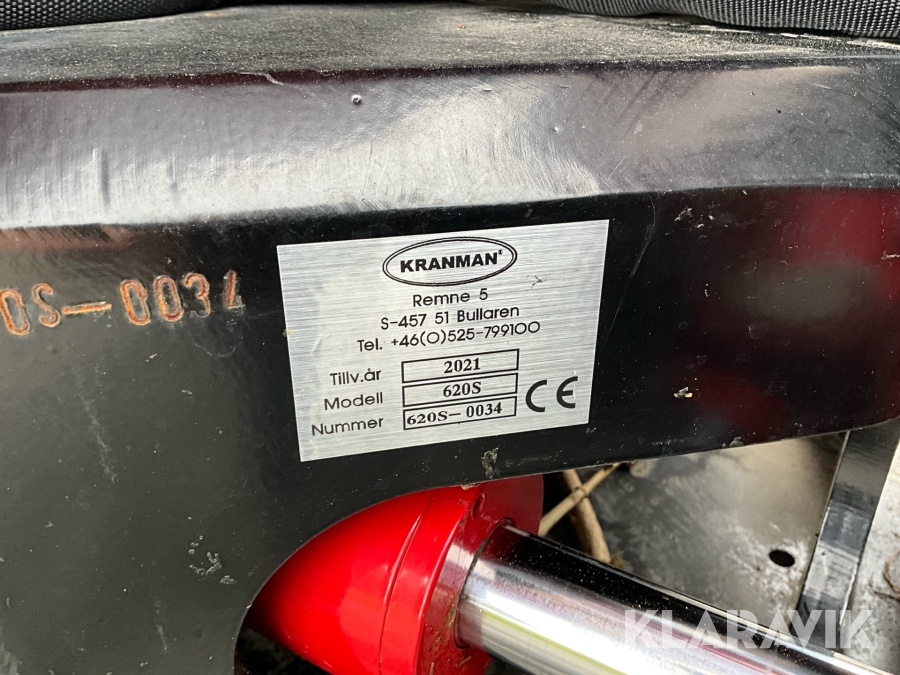 KRANMAN
Remne 5
S-457 51 Bullaren
Tel. +46(0)525-799100
Tillv.år 2021
Modell 620S
Nummer 620S-0034
CE
0S-0034
KLARAVIK